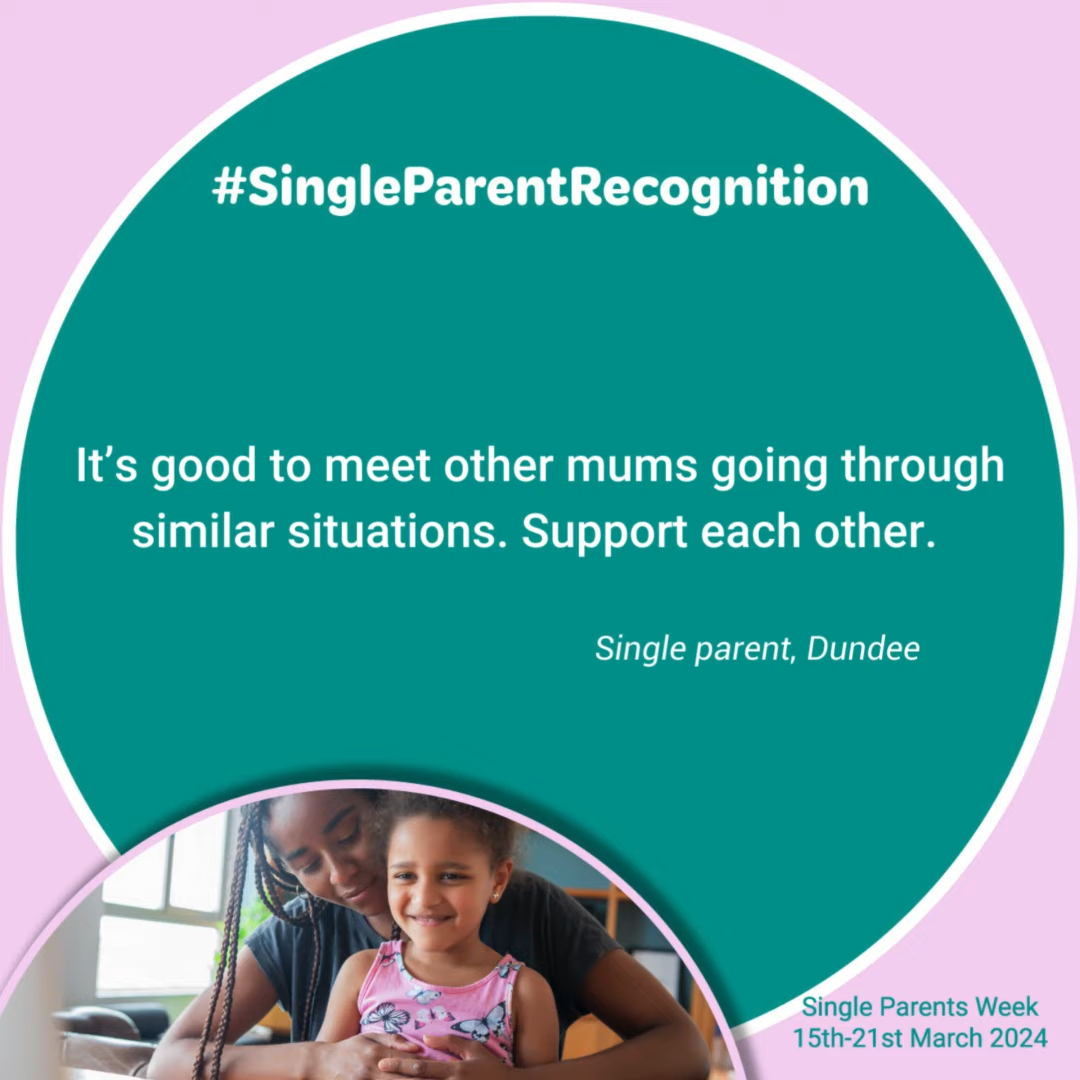 #SingleParentRecognition
It’s good to meet other mums going through
similar situations. Support each other.
Single parent, Dundee
Single Parents Week
15th-21st March 2024